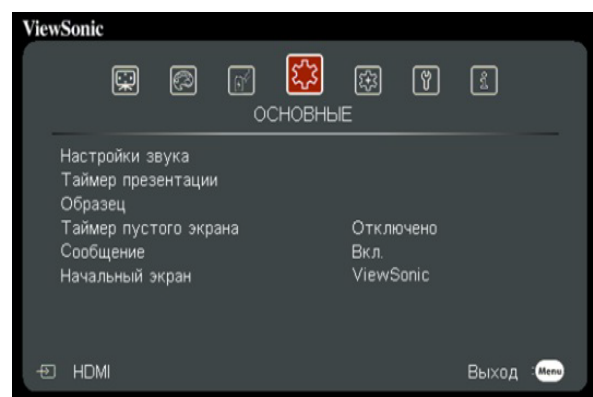 ViewSonic
ОСНОВНЫЕ
Настройки звука
Таймер презентации
Образец
Таймер пустого экрана Отключено
Сообщение Вкл.
Начальный экран ViewSonic
HDMI Выход : Menu